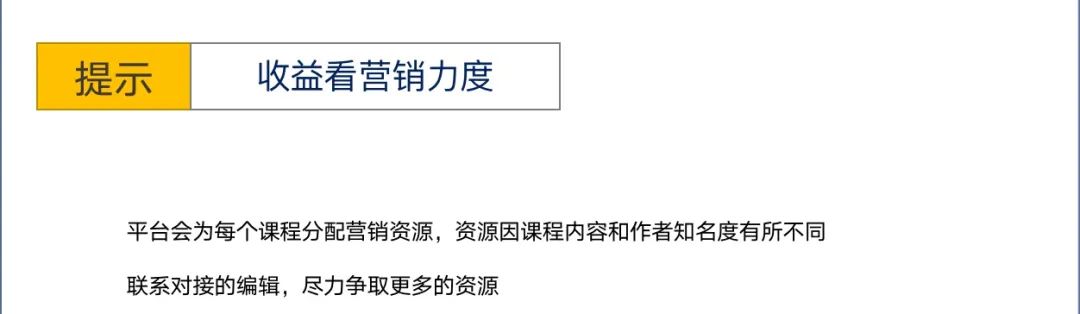 提示
收益看营销力度
平台会为每个课程分配营销资源，资源因课程内容和作者知名度有所不同
联系对接的编辑，尽力争取更多的资源